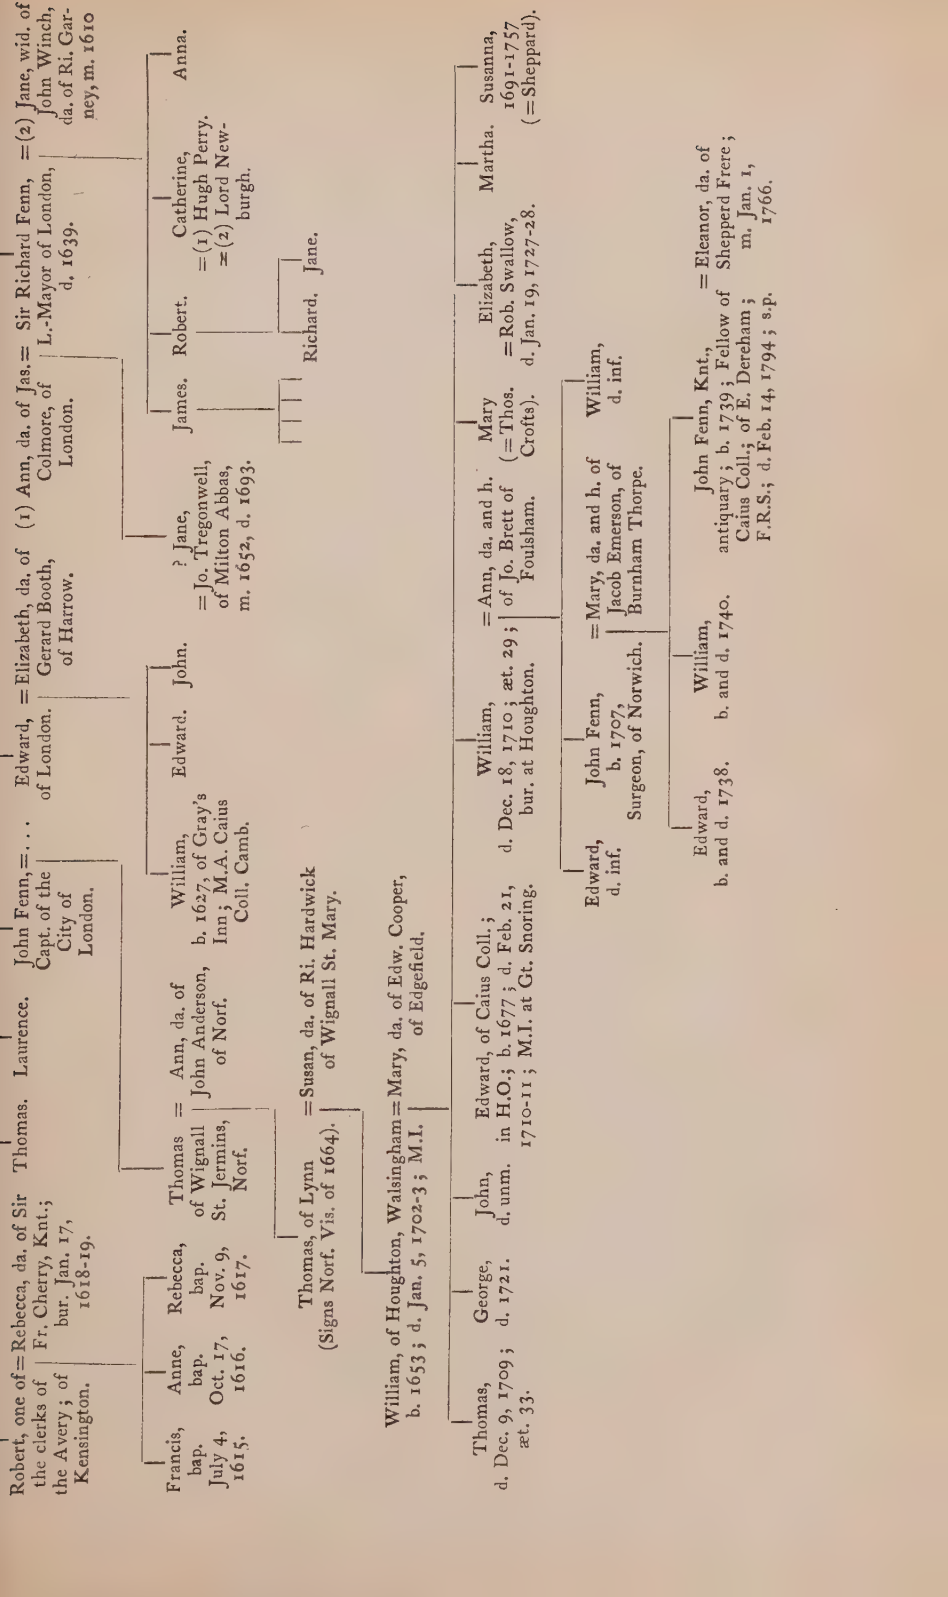 Robert, one of = Rebecca, da. of Sir
the clerks of Fr. Cherry, Knt.;
the Avery; of bur. Jan. 17,
Kensington. 1618-19.
Thomas. Laurence.
John Fenn, = ...
Capt. of the
City of
London.
Edward, = Elizabeth, da. of
of London. Gerard Booth,
of Harrow.
(1) Ann, da. of Jas. = Sir Richard Fenn, = (2) Jane, wid. of
Colmore, of L.-Mayor of London, John Winch,
London. d. 1639. da. of Ri. Gar-
ney, m. 1610
Francis,
bap.
July 4,
1615.
Anne,
bap.
Oct. 17,
1616.
Rebecca,
bap.
Nov. 9,
1617.
Thomas = Ann, da. of
of Wignall John Anderson,
St. Jermins, of Norf.
Norf.
William,
b. 1627, of Gray's
Inn; M.A. Caius
Coll. Camb.
Edward. John.
? Jane,
= Jo. Tregonwell,
of Milton Abbas,
m. 1652, d. 1693.
James. Robert.
Catherine,
= (1) Hugh Perry.
= (2) Lord New-
burgh.
Anna.
Richard. Jane.
Thomas, of Lynn = Susan, da. of Ri. Hardwick
(Signs Norf. Vis. of 1664). of Wignall St. Mary.
William, of Houghton, Walsingham = Mary, da. of Edw. Cooper,
b. 1653; d. Jan. 5, 1702-3; M.I. of Edgefield.
Thomas,
d. Dec. 9, 1709;
æt. 33.
George,
d. 1721.
John,
d. unm.
Edward, of Caius Coll.;
in H.O.; b. 1677; d. Feb. 21,
1710-11; M.I. at Gt. Snoring.
William, = Ann, da. and h.
d. Dec. 18, 1710; æt. 29; of Jo. Brett of
bur. at Houghton. Foulsham.
Mary
(= Thos.
Crofts).
Elizabeth,
= Rob. Swallow,
d. Jan. 19, 1727-28.
Martha.
Susanna,
1691-1757
(= Sheppard).
Edward,
d. inf.
John Fenn, = Mary, da. and h. of
b. 1707, Jacob Emerson, of
Surgeon, of Norwich. Burnham Thorpe.
William,
d. inf.
Edward,
b. and d. 1738.
William,
b. and d. 1740.
John Fenn, Knt., = Eleanor, da. of
antiquary; b. 1739; Fellow of Shepperd Frere;
Caius Coll.; of E. Dereham; m. Jan. 1,
F.R.S.; d. Feb. 14, 1794; s.p. 1766.